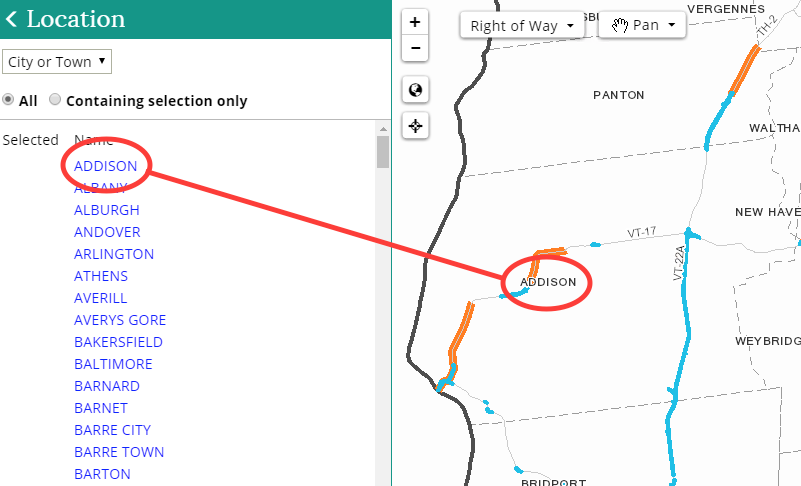 Location
City or Town
All Containing selection only
Selected Name
ADDISON
ALBANY
ALBURGH
ANDOVER
ARLINGTON
ATHENS
AVERILL
AVERYS GORE
BAKERSFIELD
BALTIMORE
BARNARD
BARNET
BARRE CITY
BARRE TOWN
BARTON
+
−
Right of Way
Pan
VERGENNES
TH-2
PANTON
WALTHA
NEW HAVE
VT-17
VT-22A
ADDISON
WEYBRIDG
BRIDPORT